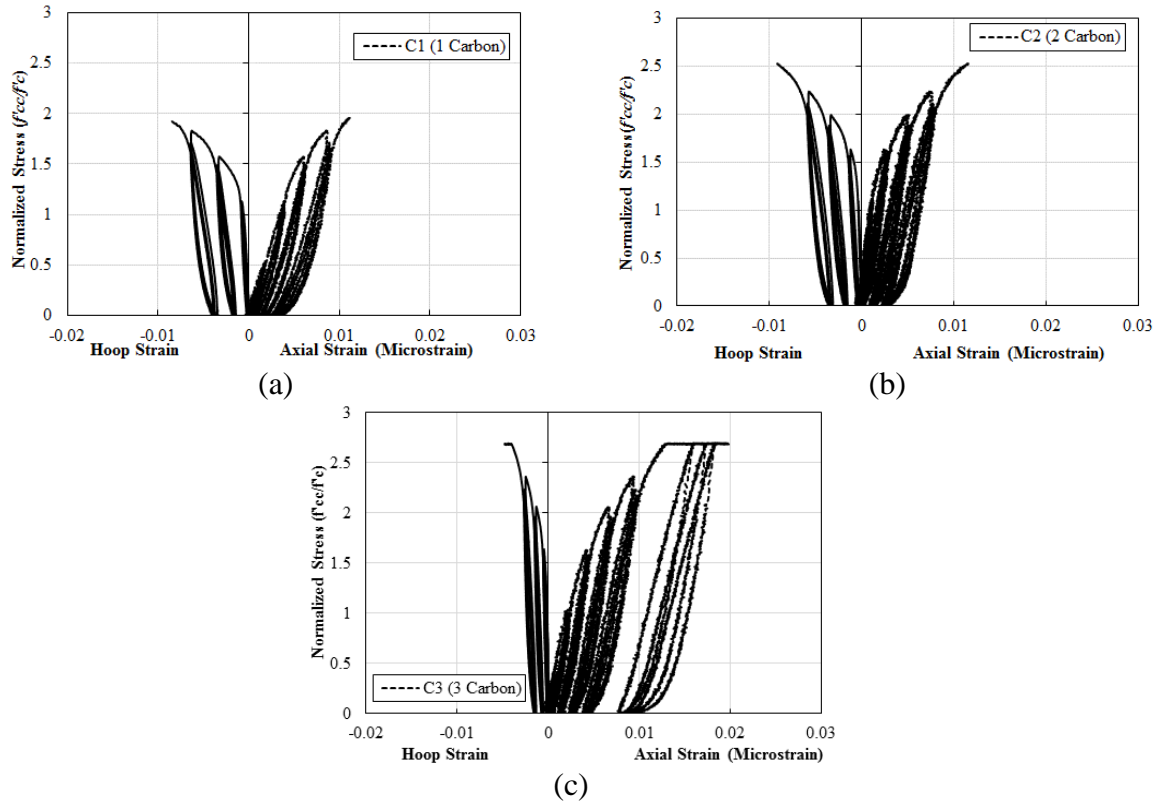 3
2.5
2
1.5
1
0.5
0
-0.02 -0.01 0 0.01 0.02 0.03
Normalized Stress (f'cc/f'c)
C1 (1 Carbon)
Hoop Strain Axial Strain (Microstrain)
(a)
3
2.5
2
1.5
1
0.5
0
-0.02 -0.01 0 0.01 0.02 0.03
Normalized Stress (f'cc/f'c)
C2 (2 Carbon)
Hoop Strain Axial Strain (Microstrain)
(b)
3
2.5
2
1.5
1
0.5
0
-0.02 -0.01 0 0.01 0.02 0.03
Normalized Stress (f'cc/f'c)
C3 (3 Carbon)
Hoop Strain Axial Strain (Microstrain)
(c)